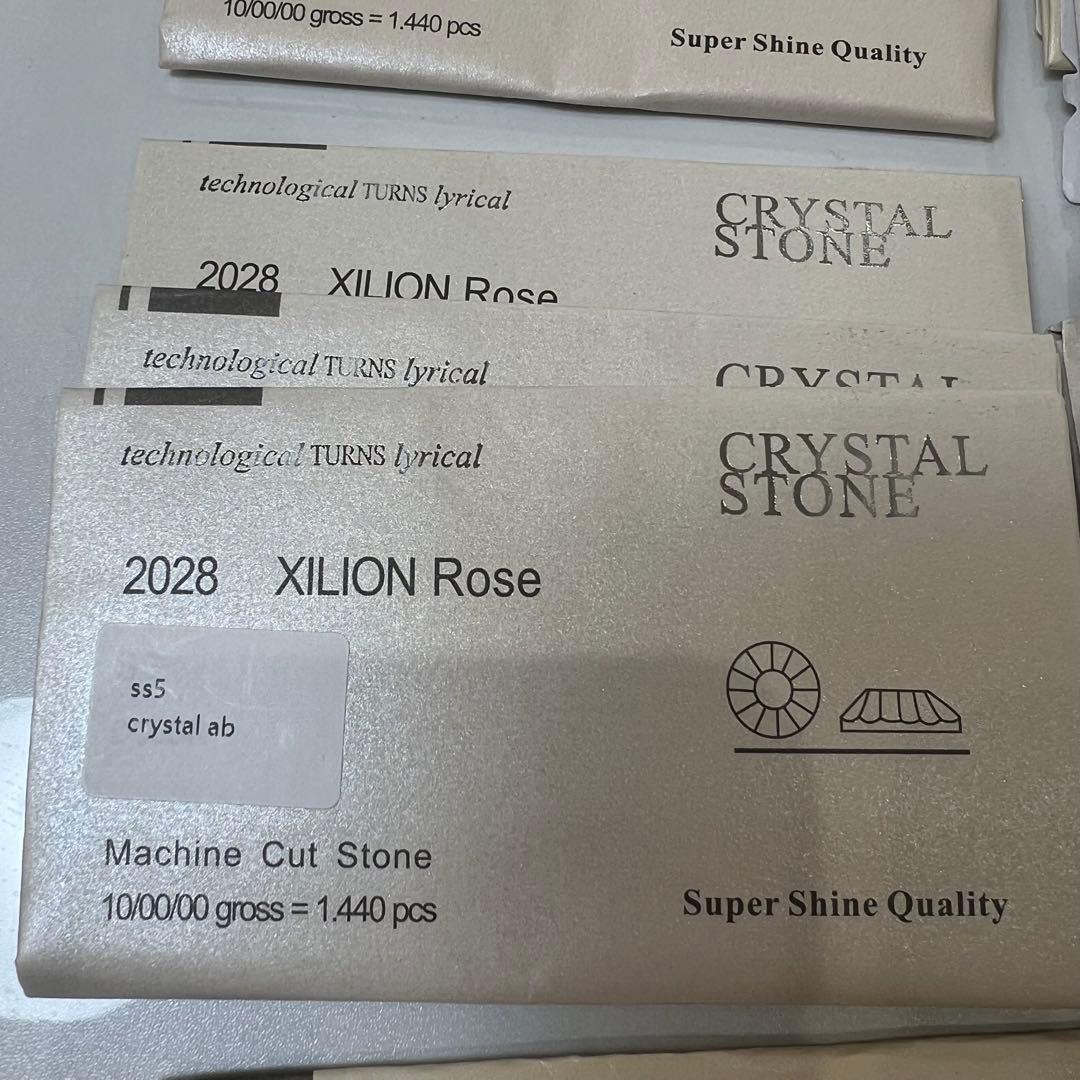 10/00/00 gross = 1.440 pcs
Super Shine Quality
technological TURNS lyrical
CRYSTAL
STONE
2028 XILION Rose
technological TURNS lyrical
CRYSTAL
technological TURNS lyrical
CRYSTAL
STONE
2028 XILION Rose
ss5
crystal ab
Machine Cut Stone
10/00/00 gross = 1.440 pcs
Super Shine Quality